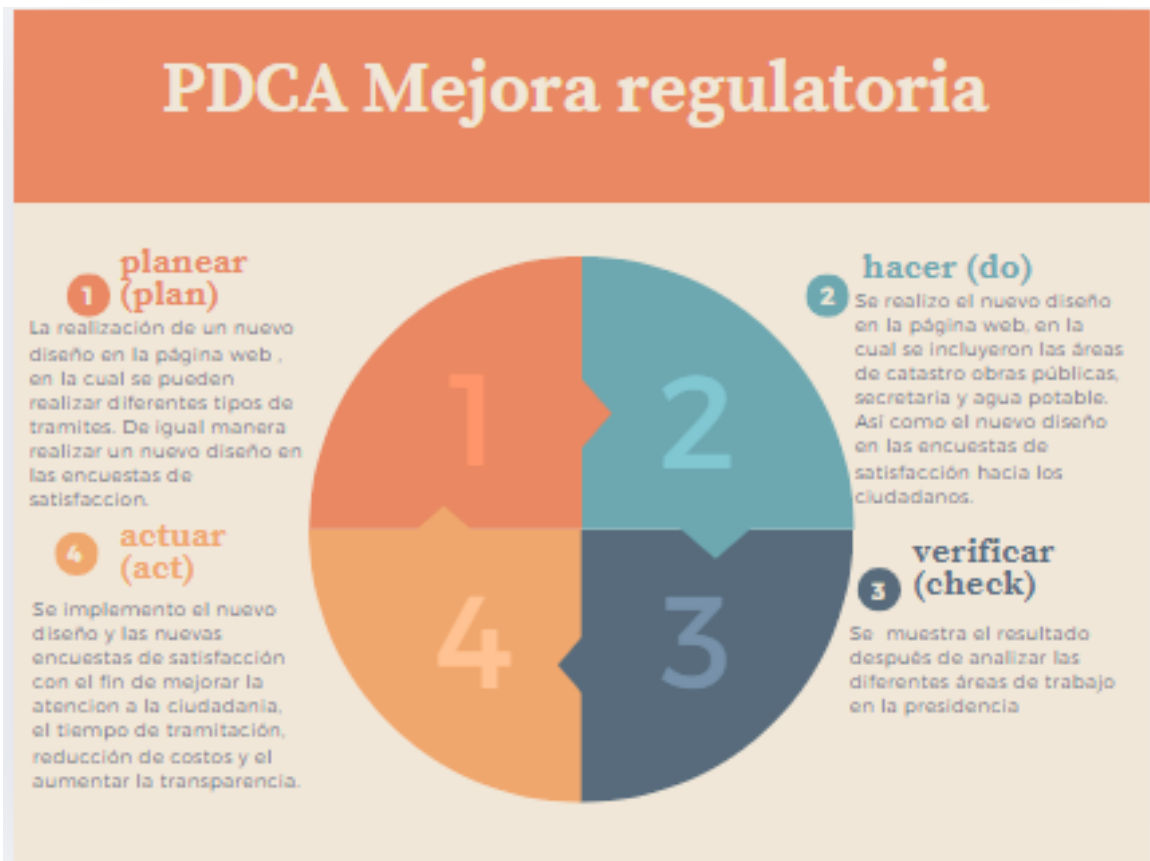 PDCA Mejora regulatoria
1
planear
(plan)
La realización de un nuevo
diseño en la página web ,
en la cual se pueden
realizar diferentes tipos de
tramites. De igual manera
realizar un nuevo diseño en
las encuestas de
satisfaccion.
2
hacer (do)
Se realizo el nuevo diseño
en la página web, en la
cual se incluyeron las áreas
de catastro obras públicas,
secretaria y agua potable.
Así como el nuevo diseño
en las encuestas de
satisfacción hacia los
ciudadanos.
1
2
4
3
3
verificar
(check)
Se muestra el resultado
después de analizar las
diferentes áreas de trabajo
en la presidencia
4
actuar
(act)
Se implemento el nuevo
diseño y las nuevas
encuestas de satisfacción
con el fin de mejorar la
atencion a la ciudadania,
el tiempo de tramitación,
reducción de costos y el
aumentar la transparencia.